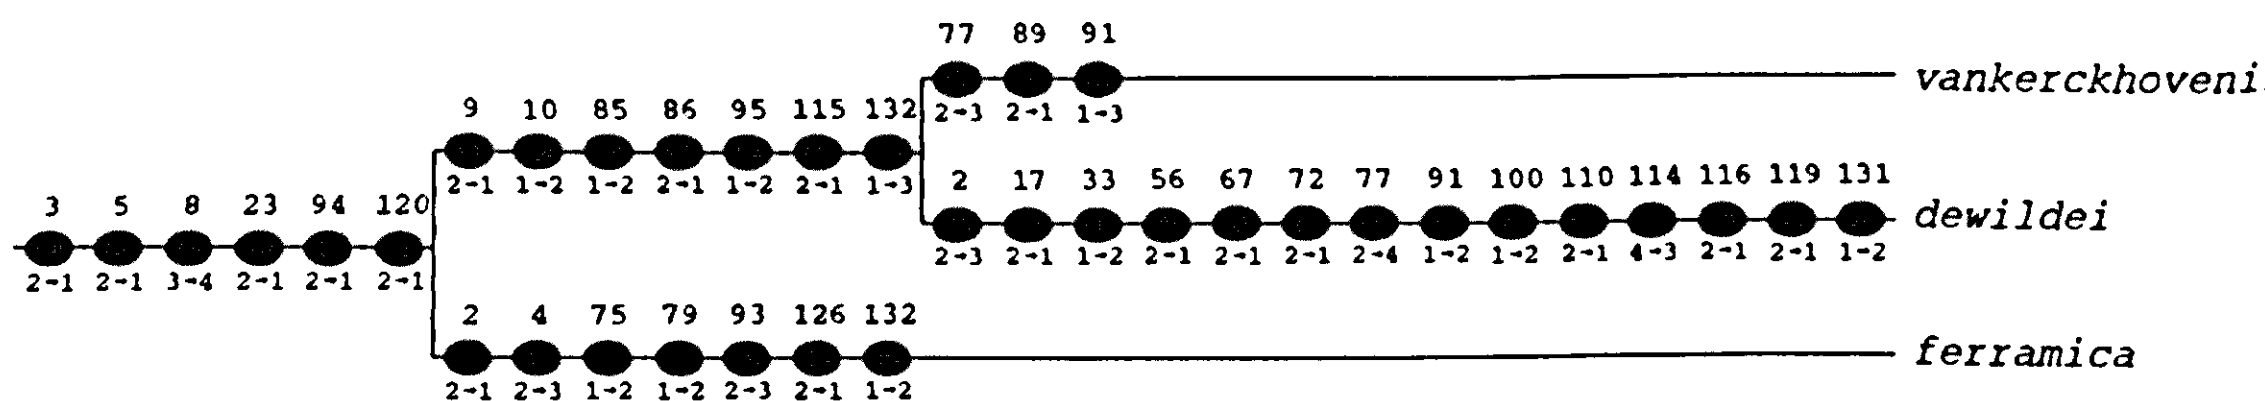 77 89 91
2-3 2-1 1-3
vankerckhoveni
9 10 85 86 95 115 132
2-1 1-2 1-2 2-1 1-2 2-1 1-3
2 17 33 56 67 72 77 91 100 110 114 116 119 131
2-3 2-1 1-2 2-1 2-1 2-1 2-4 1-2 1-2 2-1 4-3 2-1 2-1 1-2
dewildei
3 5 8 23 94 120
2-1 2-1 3-4 2-1 2-1 2-1
2 4 75 79 93 126 132
2-1 2-3 1-2 1-2 2-3 2-1 1-2
ferramica